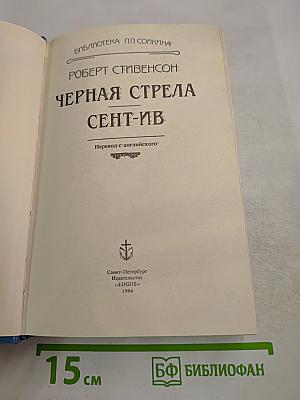 БИБЛИОТЕКА П.П. СОЙКИНА
РОБЕРТ СТИВЕНСОН
ЧЕРНАЯ СТРЕЛА
СЕНТ-ИВ
Перевод с английского
Санкт-Петербург
Издательство
«LOGOS»
1994
15 см
БФ БИБЛИОФАН